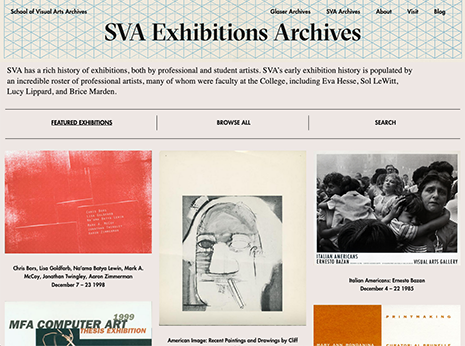 School of Visual Arts Archives
Glaser Archives SVA Archives About Visit Blog
SVA Exhibitions Archives
SVA has a rich history of exhibitions, both by professional and student artists. SVA's early exhibition history is populated by
an incredible roster of professional artists, many of whom were faculty at the College, including Eva Hesse, Sol LeWitt,
Lucy Lippard, and Brice Marden.
FEATURED EXHIBITIONS
BROWSE ALL
SEARCH
Chris Bors, Lisa Goldfarb, Na'ama Batya Lewin, Mark A.
McCoy, Jonathan Twingley, Aaron Zimmerman
December 7 – 23 1998
1999
MFA COMPUTER ART
THESIS EXHIBITION
American Image: Recent Paintings and Drawings by Cliff
ITALIAN AMERICANS
ERNESTO BAZAN
VISUAL ARTS GALLERY
Italian Americans: Ernesto Bazan
December 4 – 22 1985
PRINTMAKING